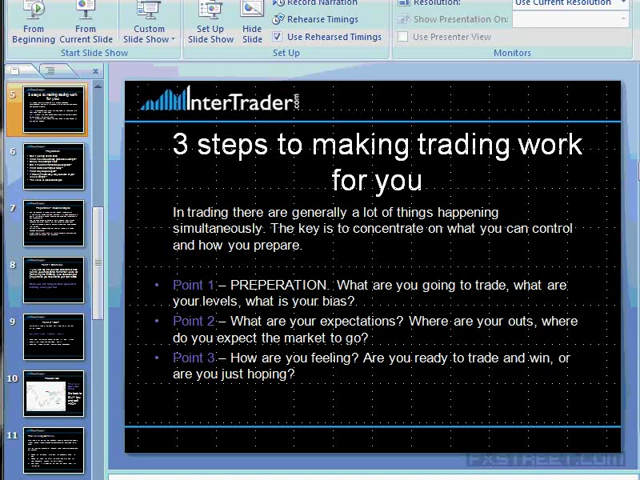 From Beginning
From Current Slide
Custom Slide Show
Set Up Slide Show
Hide Slide
Record Narration
Rehearse Timings
Use Rehearsed Timings
Resolution:
Use Current Resolution
Show Presentation On:
Use Presenter View
Start Slide Show
Set Up
Monitors
5
6
7
8
9
10
11
InterTrader.com
3 steps to making trading work
for you
In trading there are generally a lot of things happening
simultaneously. The key is to concentrate on what you can control
and how you prepare.
• Point 1 – PREPERATION. What are you going to trade, what are
your levels, what is your bias?
• Point 2 – What are your expectations? Where are your outs, where
do you expect the market to go?
• Point 3 – How are you feeling? Are you ready to trade and win, or
are you just hoping?
FXSTREET.COM